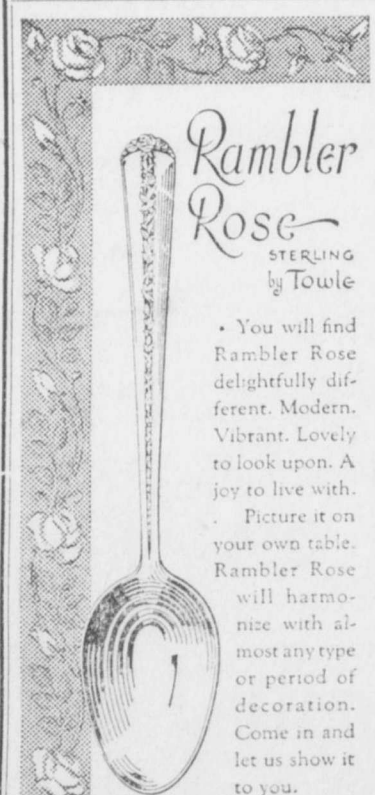 Rambler
Rose
STERLING
by Towle
• You will find
Rambler Rose
delightfully dif-
ferent. Modern.
Vibrant. Lovely
to look upon. A
joy to live with.
. Picture it on
your own table.
Rambler Rose
will harmo-
nize with al-
most any type
or period of
decoration.
Come in and
let us show it
to you.